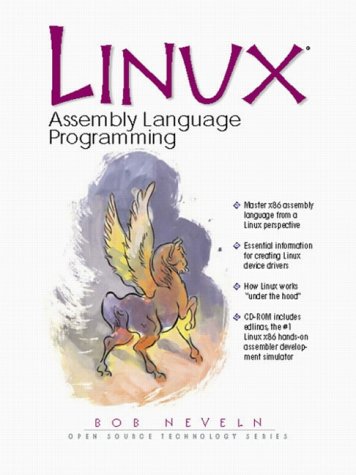 LINUX®
Assembly Language
Programming
Master x86 assembly
language from a
Linux perspective
Essential information
for creating Linux
device drivers
How Linux works
"under the hood"
CD-ROM includes
edlinas, the #1
Linux x86 hands-on
assembler develop-
ment simulator
BOB NEVELN
OPEN SOURCE TECHNOLOGY SERIES